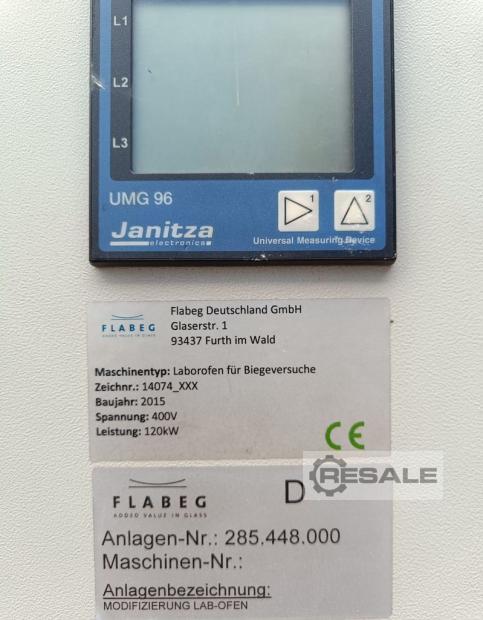 L1
L2
L3
UMG 96
1
2
Janitza
electronics
Universal Measuring Device
FLABEG
ADDED VALUE IN GLASS
Flabeg Deutschland GmbH
Glaserstr. 1
93437 Furth im Wald
Maschinentyp: Laborofen für Biegeversuche
Zeichnr.: 14074_XXX
Baujahr: 2015
Spannung: 400V
Leistung: 120kW
CE
RESALE
FLABEG
ADDED VALUE IN GLASS
D
Anlagen-Nr.: 285.448.000
Maschinen-Nr.:
Anlagenbezeichnung:
MODIFIZIERUNG LAB-OFEN